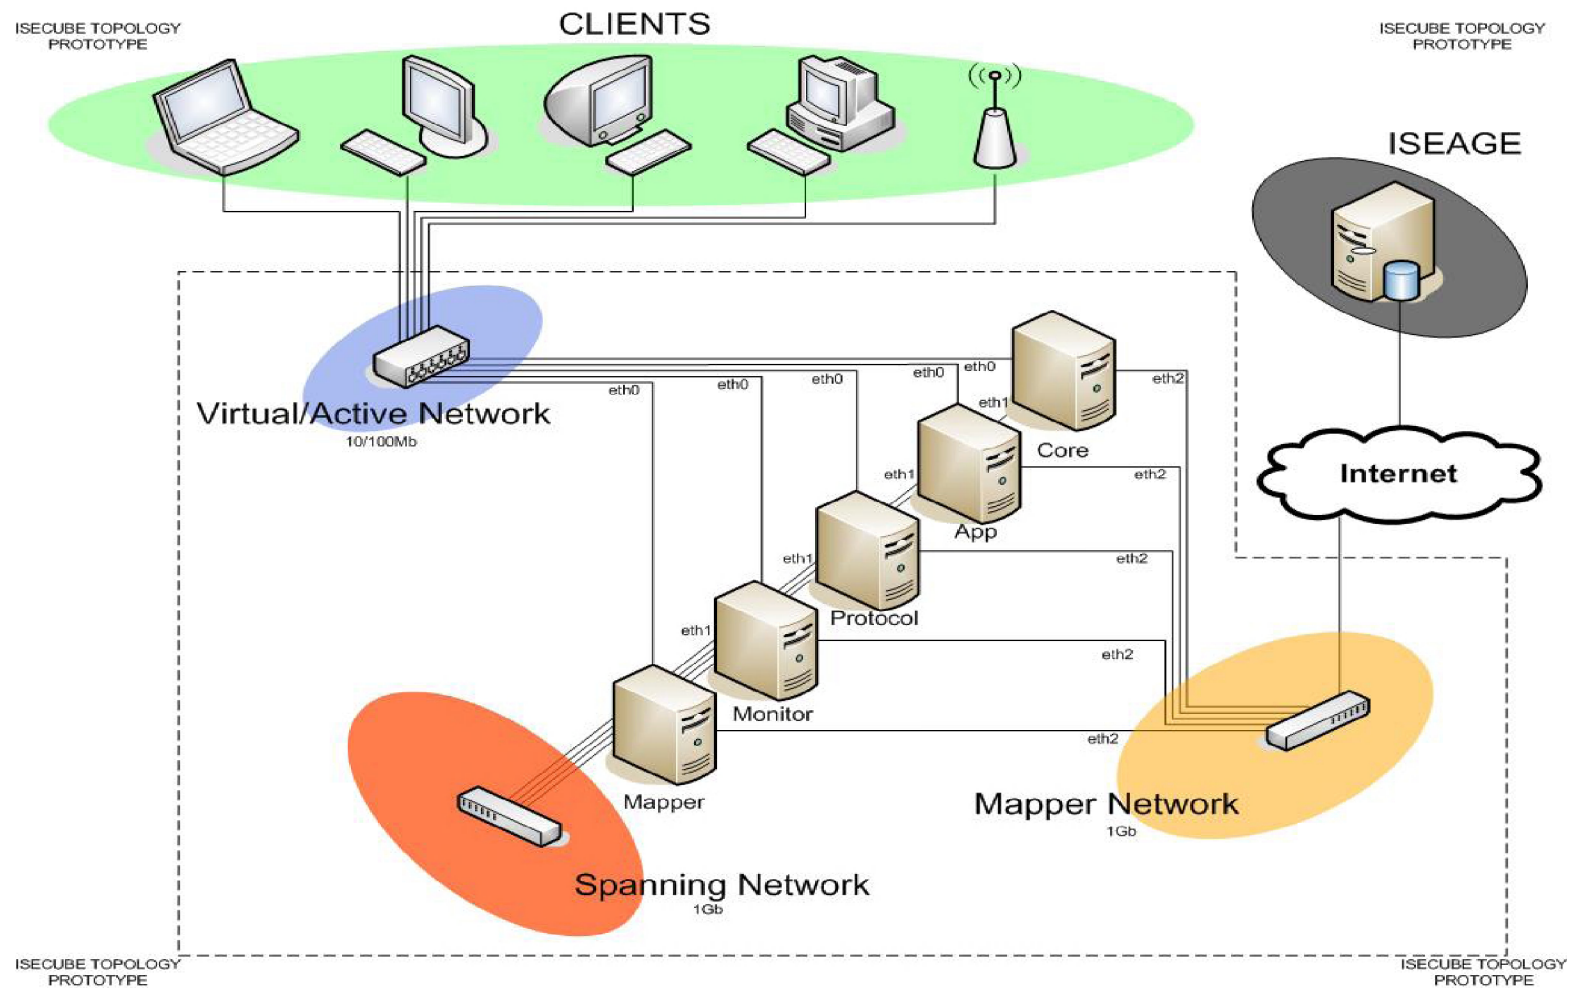 ISECUBE TOPOLOGY
PROTOTYPE
CLIENTS
ISECUBE TOPOLOGY
PROTOTYPE
ISEAGE
Virtual/Active Network
10/100Mb
eth0
eth0
eth0
eth0
eth0
eth2
eth1
Core
Internet
eth1
eth2
App
eth1
eth2
Protocol
eth1
eth2
Monitor
eth2
Mapper
Mapper Network
1Gb
Spanning Network
1Gb
ISECUBE TOPOLOGY
PROTOTYPE
ISECUBE TOPOLOGY
PROTOTYPE